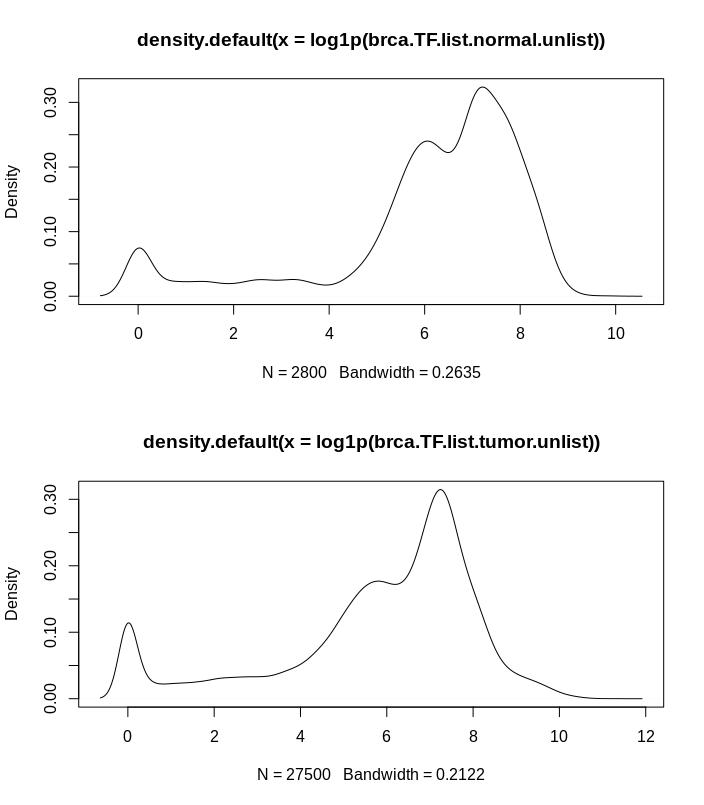 density.default(x = log1p(brca.TF.list.normal.unlist))
Density
0.00 0.10 0.20 0.30
0 2 4 6 8 10
N = 2800 Bandwidth = 0.2635
density.default(x = log1p(brca.TF.list.tumor.unlist))
Density
0.00 0.10 0.20 0.30
0 2 4 6 8 10 12
N = 27500 Bandwidth = 0.2122